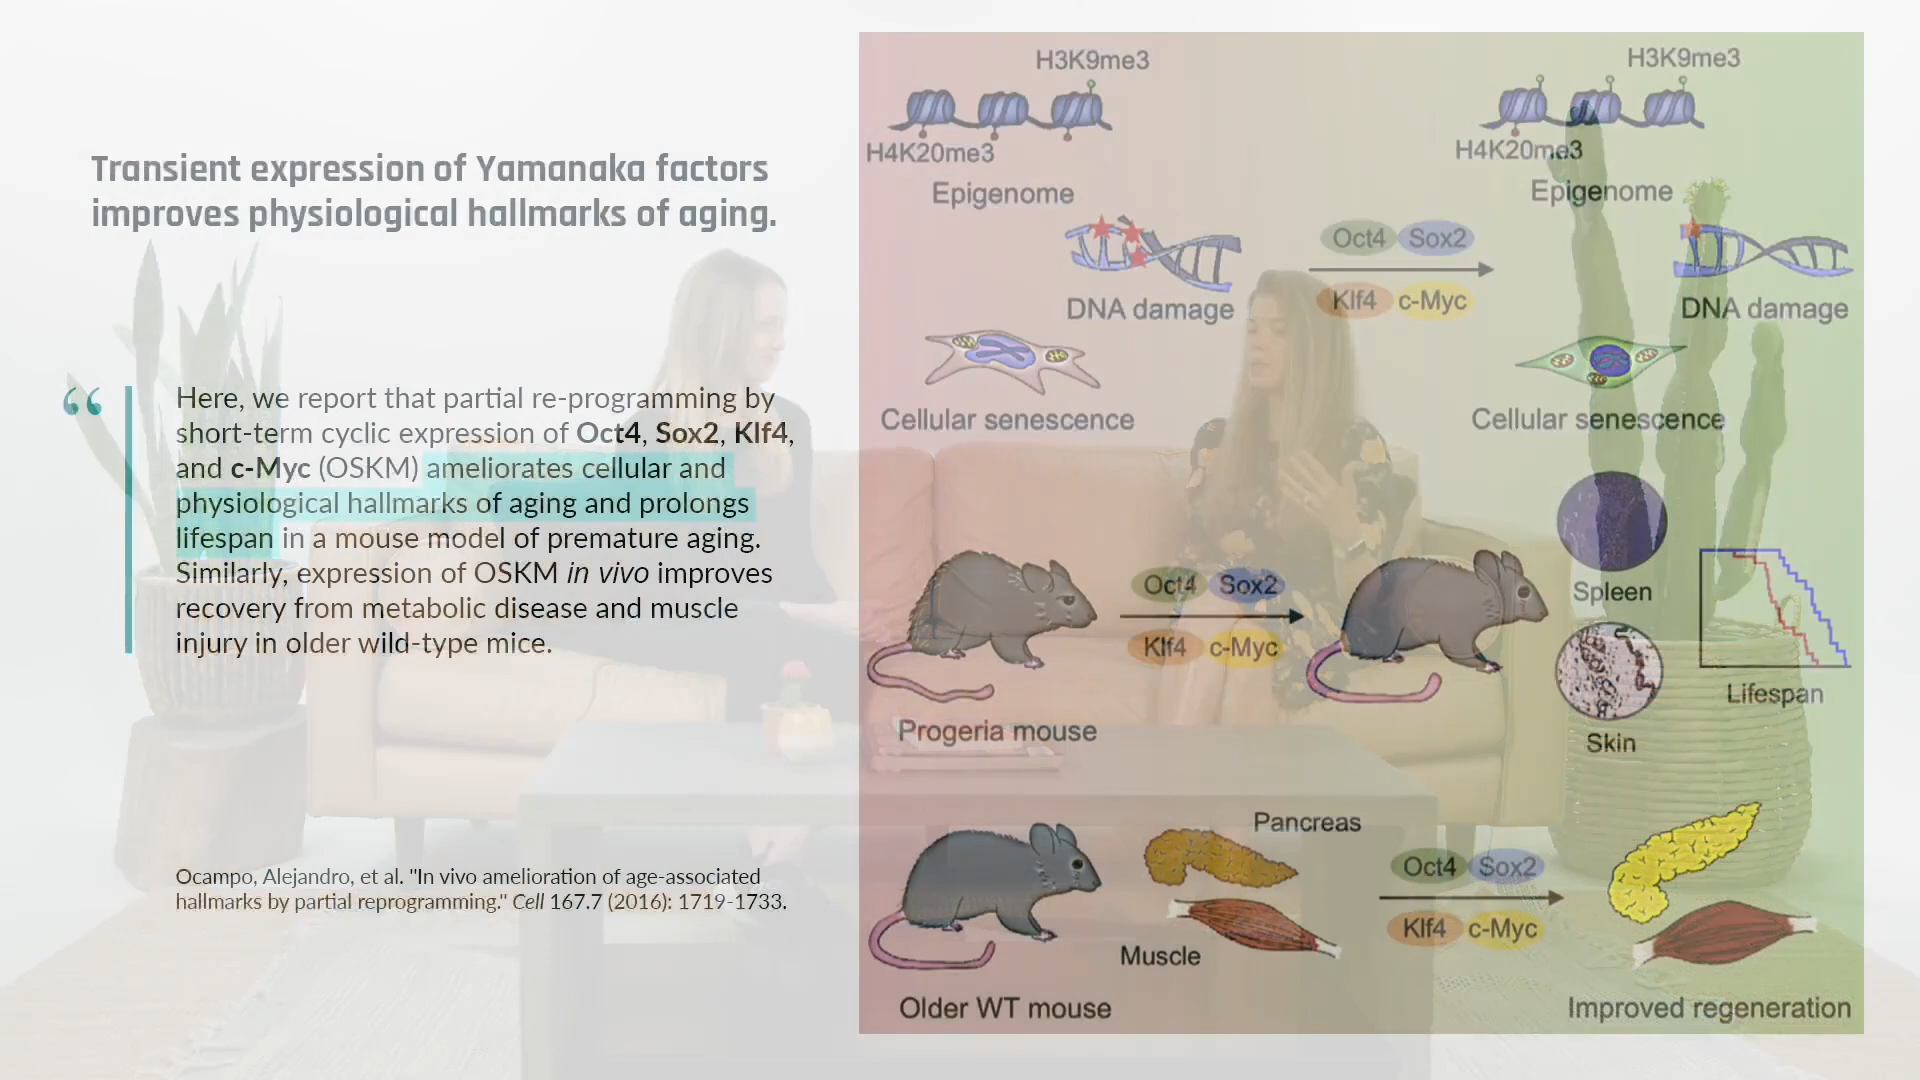 Transient expression of Yamanaka factors
improves physiological hallmarks of aging.
“
Here, we report that partial re-programming by
short-term cyclic expression of Oct4, Sox2, Klf4,
and c-Myc (OSKM) ameliorates cellular and
physiological hallmarks of aging and prolongs
lifespan in a mouse model of premature aging.
Similarly, expression of OSKM in vivo improves
recovery from metabolic disease and muscle
injury in older wild-type mice.
Ocampo, Alejandro, et al. "In vivo amelioration of age-associated
hallmarks by partial reprogramming." Cell 167.7 (2016): 1719-1733.
H3K9me3
H4K20me3
Epigenome
DNA damage
Cellular senescence
Oct4 Sox2
Klf4 c-Myc
H3K9me3
H4K20me3
Epigenome
DNA damage
Cellular senescence
Progeria mouse
Oct4 Sox2
Klf4 c-Myc
Spleen
Skin
Lifespan
Older WT mouse
Pancreas
Muscle
Oct4 Sox2
Klf4 c-Myc
Improved regeneration